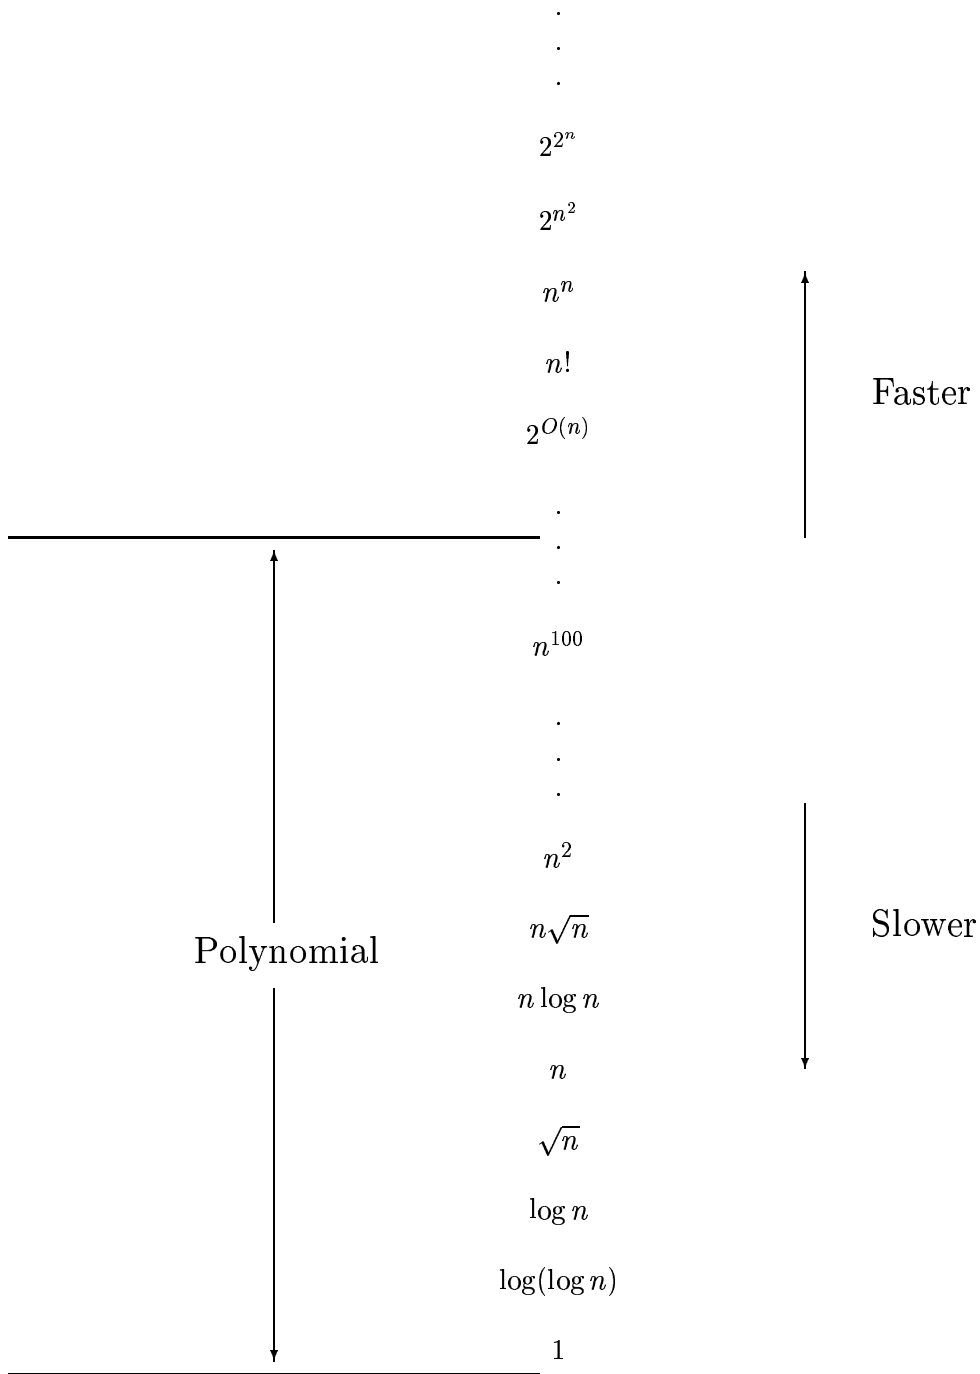 .
.
.
2^{2^n}
2^{n^2}
n^n
n!
Faster
2^{O(n)}
.
.
.
n^{100}
.
.
.
n^2
n√n
Slower
Polynomial
n log n
n
√n
log n
log(log n)
1